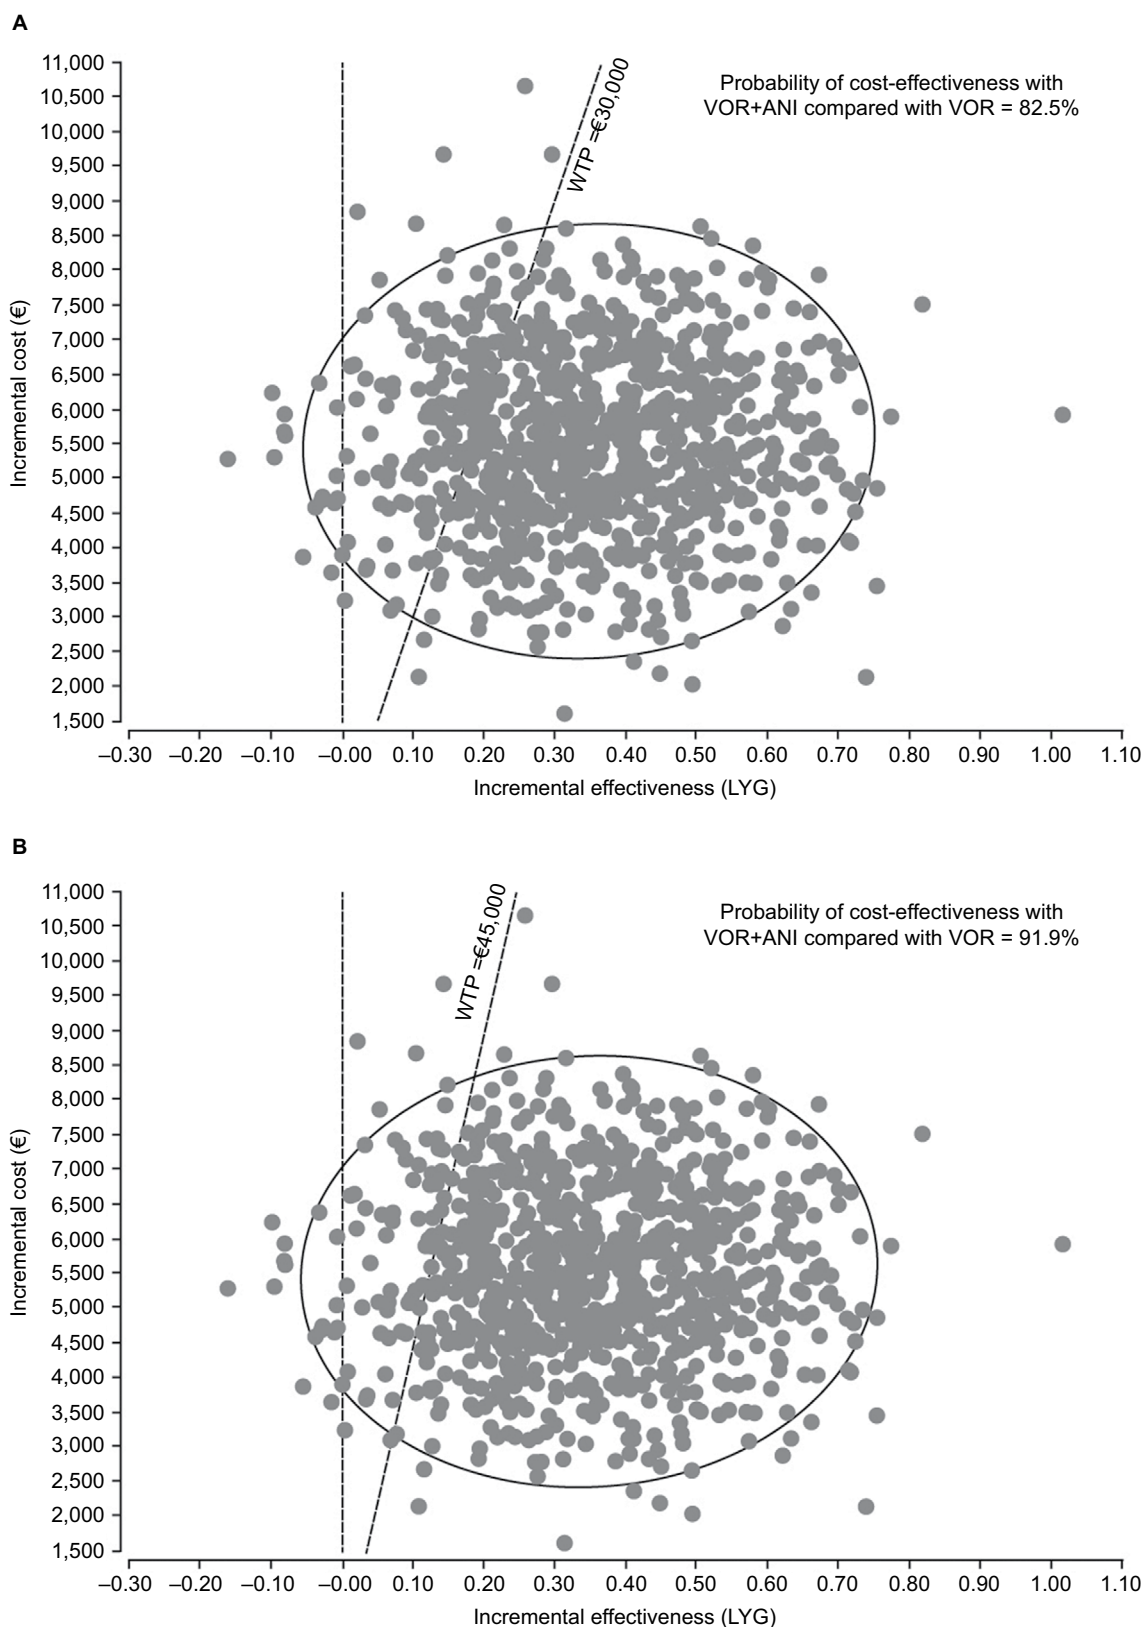 A
11,000
10,500
10,000
9,500
9,000
8,500
8,000
7,500
7,000
6,500
6,000
5,500
5,000
4,500
4,000
3,500
3,000
2,500
2,000
1,500
Incremental cost (€)
WTP =€30,000
Probability of cost-effectiveness with
VOR+ANI compared with VOR = 82.5%
–0.30 –0.20 –0.10 –0.00 0.10 0.20 0.30 0.40 0.50 0.60 0.70 0.80 0.90 1.00 1.10
Incremental effectiveness (LYG)
B
11,000
10,500
10,000
9,500
9,000
8,500
8,000
7,500
7,000
6,500
6,000
5,500
5,000
4,500
4,000
3,500
3,000
2,500
2,000
1,500
Incremental cost (€)
WTP =€45,000
Probability of cost-effectiveness with
VOR+ANI compared with VOR = 91.9%
–0.30 –0.20 –0.10 –0.00 0.10 0.20 0.30 0.40 0.50 0.60 0.70 0.80 0.90 1.00 1.10
Incremental effectiveness (LYG)